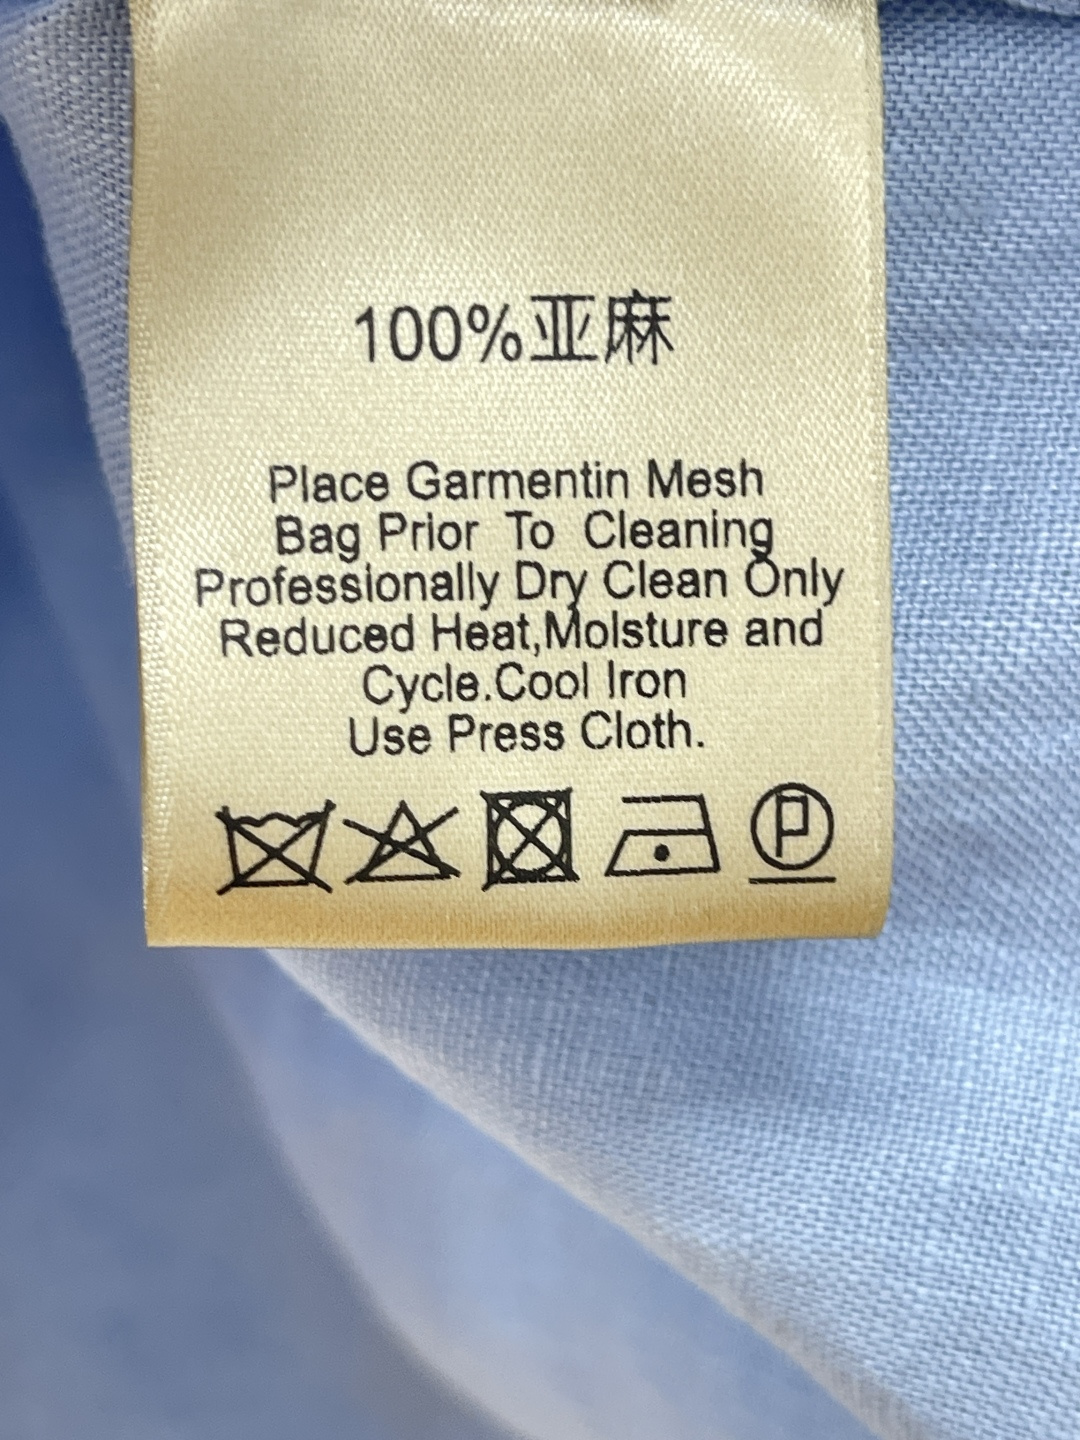 100%亚麻
Place Garmentin Mesh
Bag Prior To Cleaning
Professionally Dry Clean Only
Reduced Heat,Molsture and
Cycle.Cool Iron
Use Press Cloth.
P